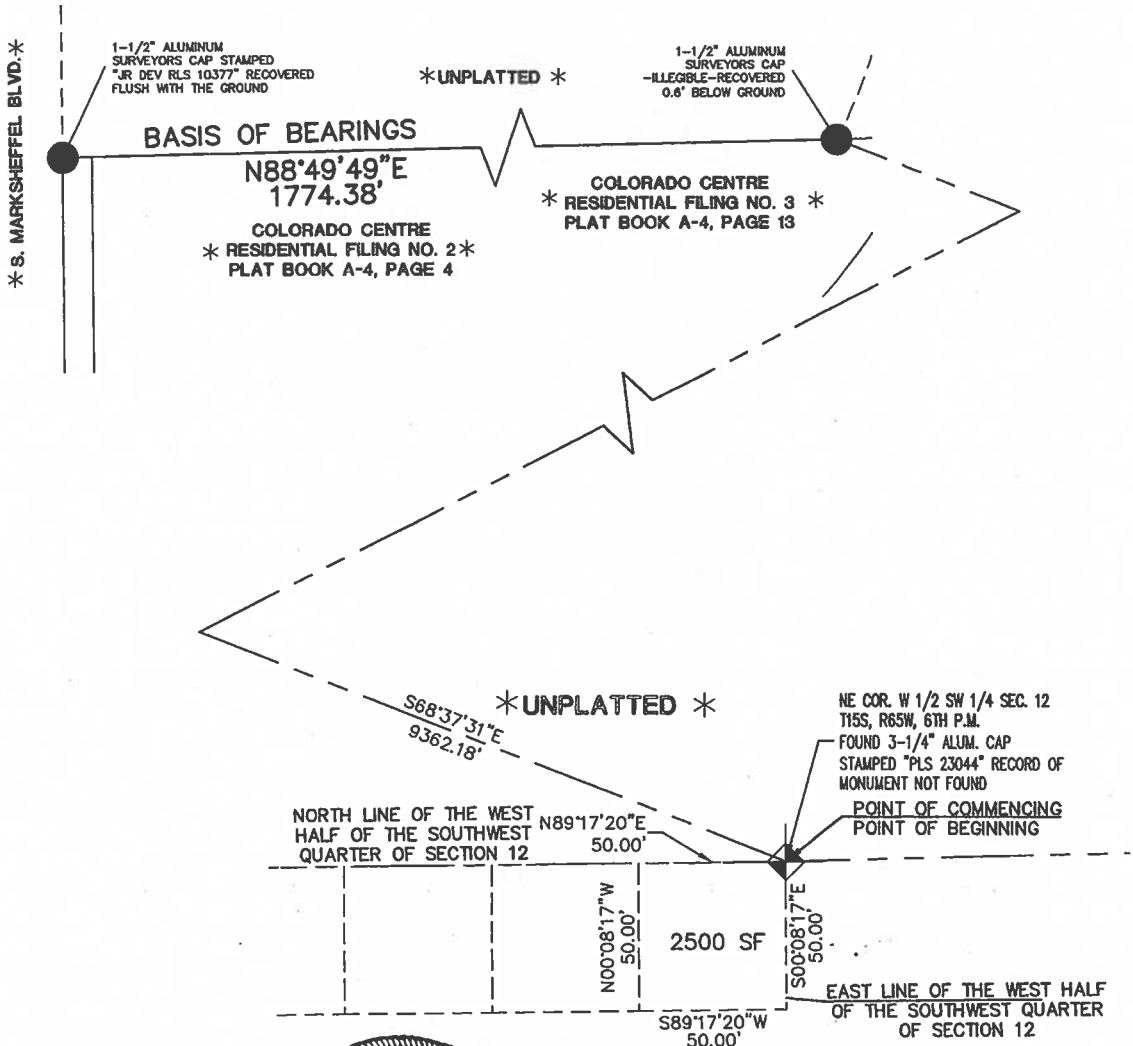 *S. MARKSHEFFEL BLVD.*
1-1/2" ALUMINUM
SURVEYORS CAP STAMPED
"JR DEV RLS 10377" RECOVERED
FLUSH WITH THE GROUND
*UNPLATTED *
1-1/2" ALUMINUM
SURVEYORS CAP
-ILLEGIBLE-RECOVERED
0.6' BELOW GROUND
BASIS OF BEARINGS
N88°49'49"E
1774.38'
COLORADO CENTRE
* RESIDENTIAL FILING NO. 2*
PLAT BOOK A-4, PAGE 4
COLORADO CENTRE
* RESIDENTIAL FILING NO. 3 *
PLAT BOOK A-4, PAGE 13
S68°37'31"E
9362.18'
*UNPLATTED *
NE COR. W 1/2 SW 1/4 SEC. 12
T15S, R65W, 6TH P.M.
FOUND 3-1/4" ALUM. CAP
STAMPED "PLS 23044" RECORD OF
MONUMENT NOT FOUND
POINT OF COMMENCING
POINT OF BEGINNING
NORTH LINE OF THE WEST
HALF OF THE SOUTHWEST
QUARTER OF SECTION 12
N89°17'20"E
50.00'
N00°08'17"W
50.00'
2500 SF
S00°08'17"E
50.00'
EAST LINE OF THE WEST HALF
OF THE SOUTHWEST QUARTER
OF SECTION 12
S89°17'20"W
50.00'